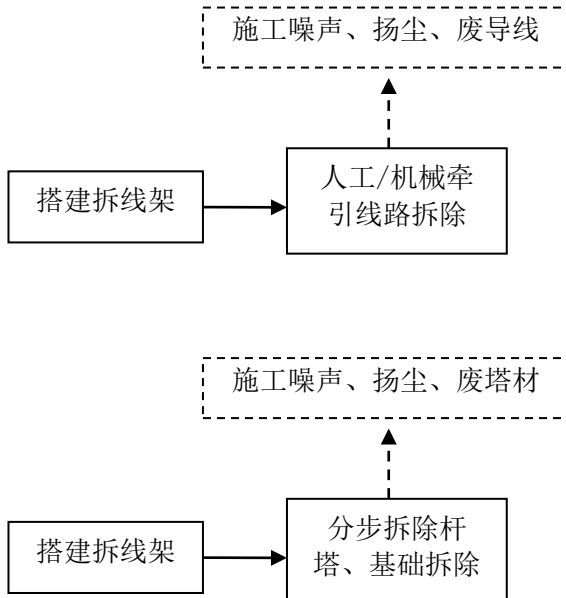 施工噪声、扬尘、废导线
搭建拆线架
人工/机械牵
引线路拆除
施工噪声、扬尘、废塔材
搭建拆线架
分步拆除杆
塔、基础拆除